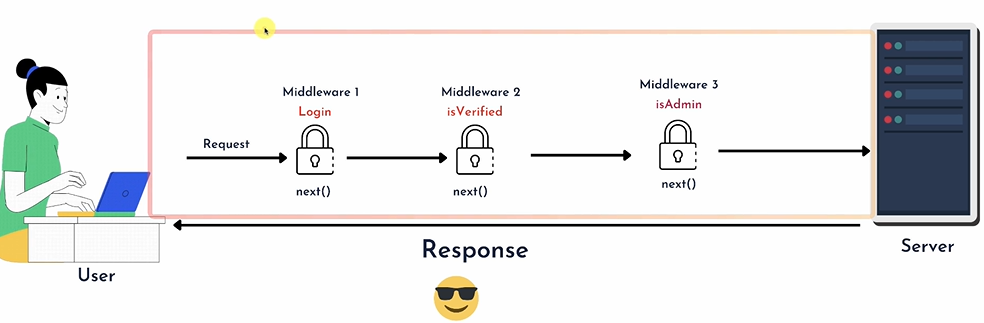 Middleware 1
Login
Middleware 2
isVerified
Middleware 3
isAdmin
Request
next()
next()
next()
Response
User
Server